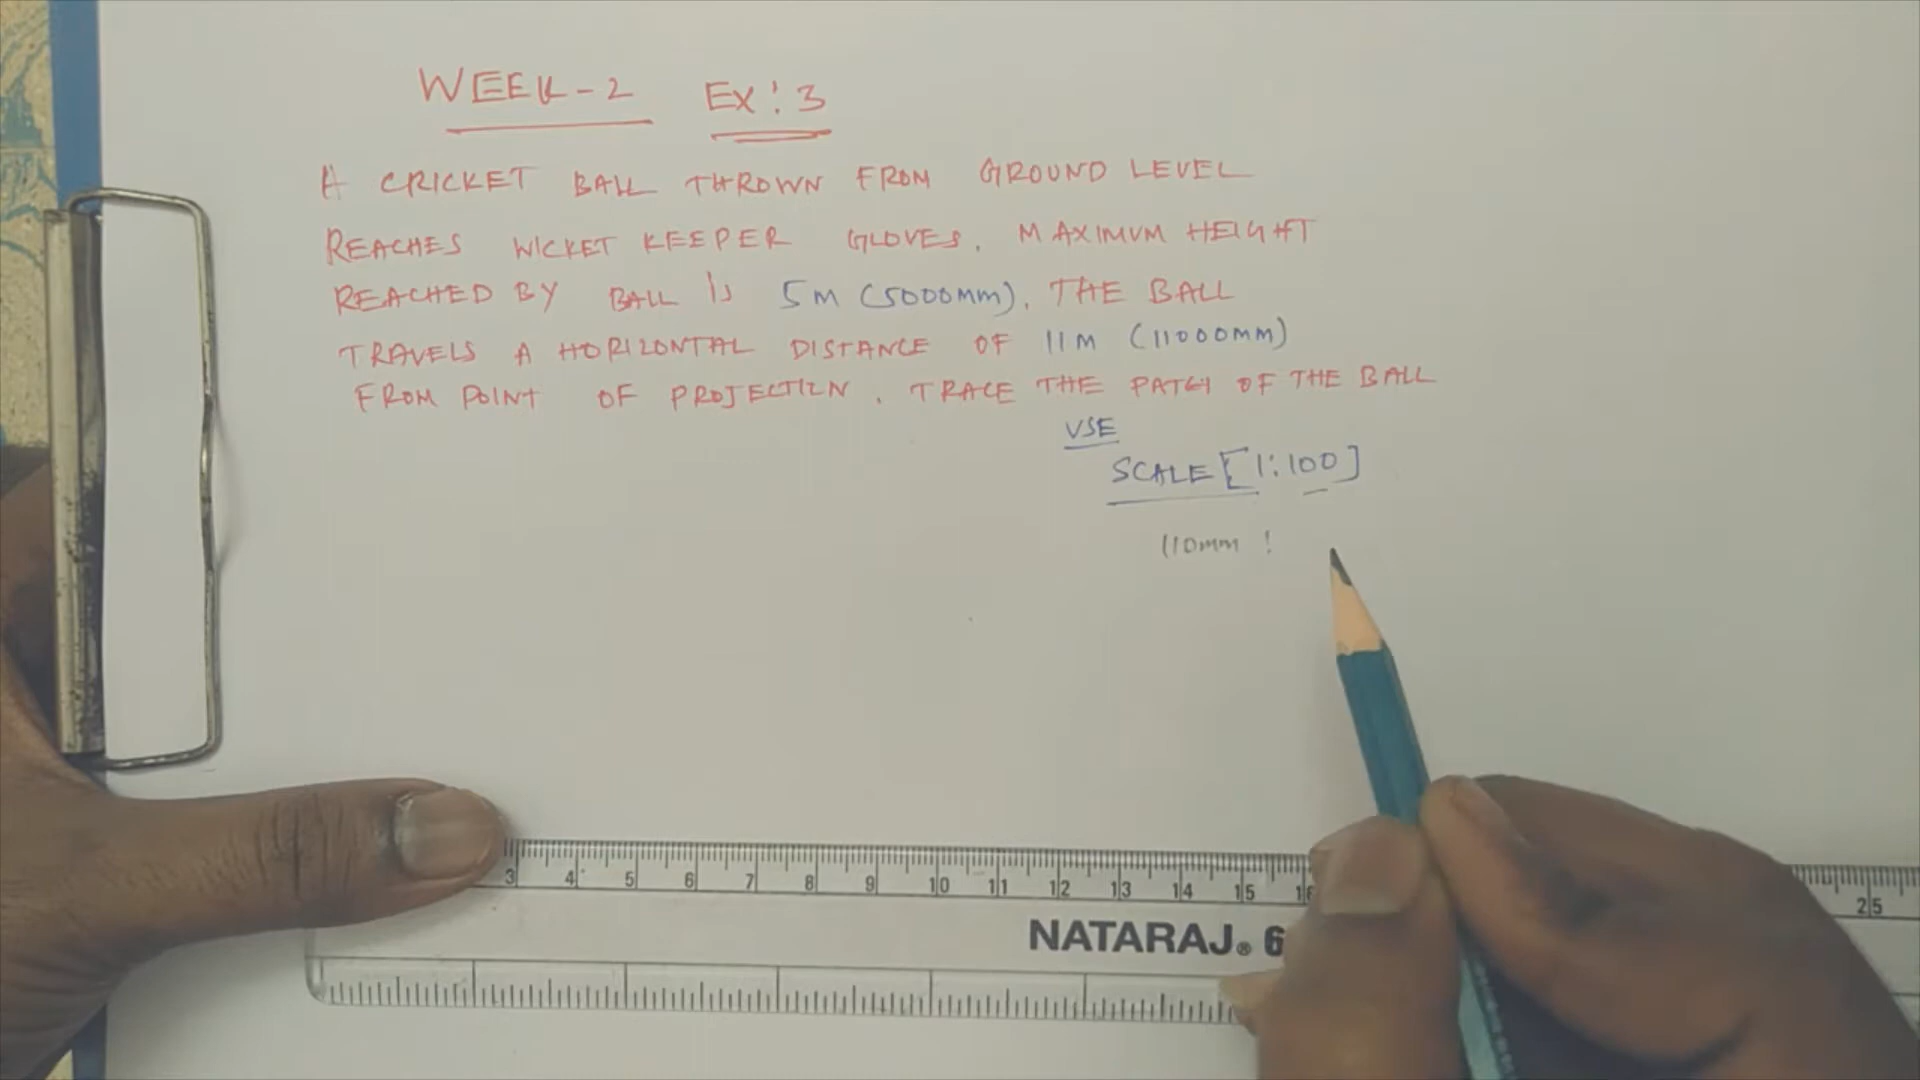 WEEK-2 EX:3
A CRICKET BALL THROWN FROM GROUND LEVEL
REACHES WICKET KEEPER GLOVES. MAXIMUM HEIGHT
REACHED BY BALL IS 5M (5000MM). THE BALL
TRAVELS A HORIZONTAL DISTANCE OF 11M (11000MM)
FROM POINT OF PROJECTION. TRACE THE PATH OF THE BALL
USE
SCALE [1:100]
110mm :
3 4 5 6 7 8 9 10 11 12 13 14 15 25
NATARAJ® 6